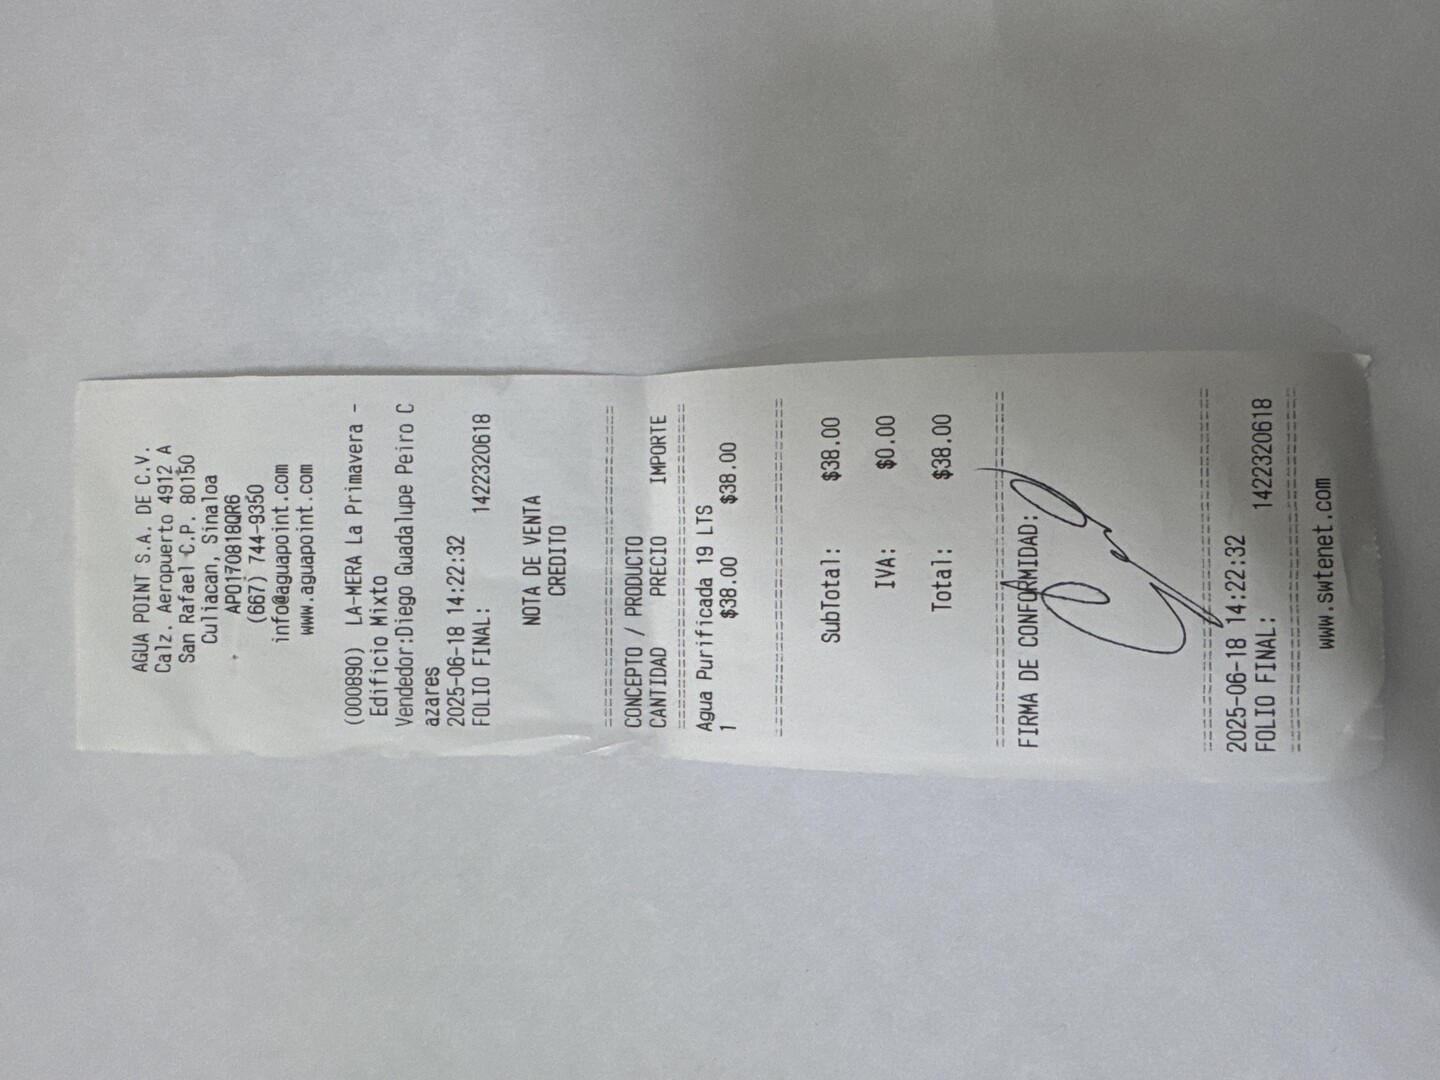 AGUA POINT S.A. DE C.V.
Calz. Aeropuerto 4912 A
San Rafael C.P. 80150
Culiacan, Sinaloa
APO170818QR6
(667) 744-9350
info@aguapoint.com
www.aguapoint.com
(000890) LA-MERA La Primavera -
Edificio Mixto
Vendedor:Diego Guadalupe Peiro C
azares
2025-06-18 14:22:32
FOLIO FINAL: 1422320618
NOTA DE VENTA
CREDITO
================================
CONCEPTO / PRODUCTO
CANTIDAD PRECIO IMPORTE
================================
Agua Purificada 19 LTS
1 $38.00 $38.00
================================
SubTotal: $38.00
IVA: $0.00
Total: $38.00
================================
FIRMA DE CONFORMIDAD:
================================
2025-06-18 14:22:32
FOLIO FINAL: 1422320618
================================
www.swtenet.com